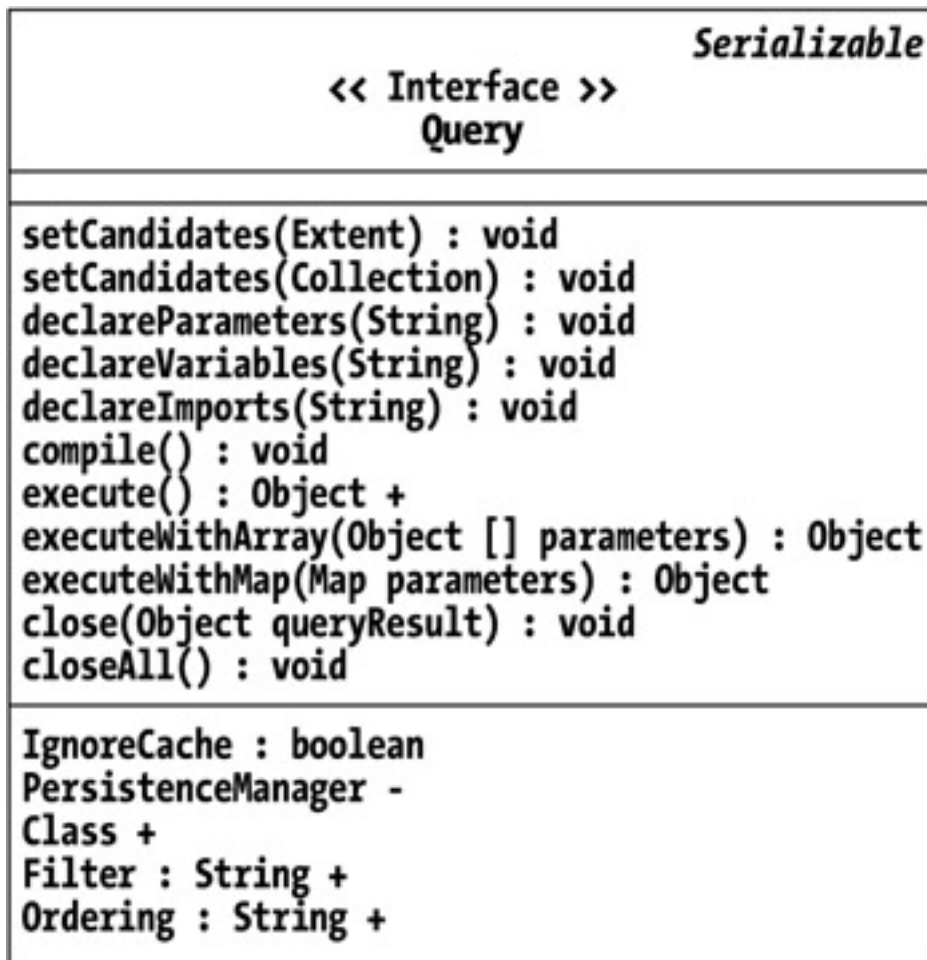 Serializable
<< Interface >>
Query
setCandidates(Extent) : void
setCandidates(Collection) : void
declareParameters(String) : void
declareVariables(String) : void
declareImports(String) : void
compile() : void
execute() : Object +
executeWithArray(Object [] parameters) : Object
executeWithMap(Map parameters) : Object
close(Object queryResult) : void
closeAll() : void
IgnoreCache : boolean
PersistenceManager -
Class +
Filter : String +
Ordering : String +